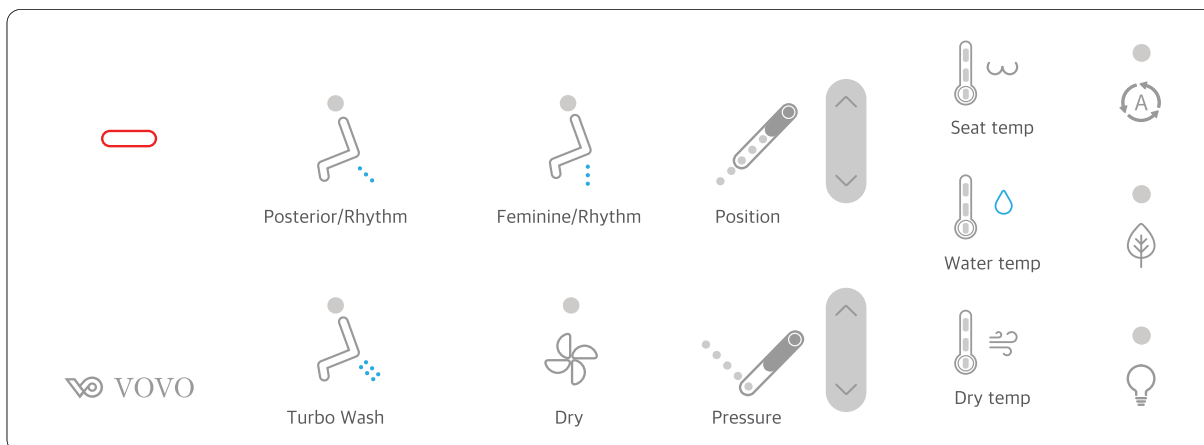 Posterior/Rhythm
Feminine/Rhythm
Position
Seat temp
A
Water temp
VOVO
Turbo Wash
Dry
Pressure
Dry temp